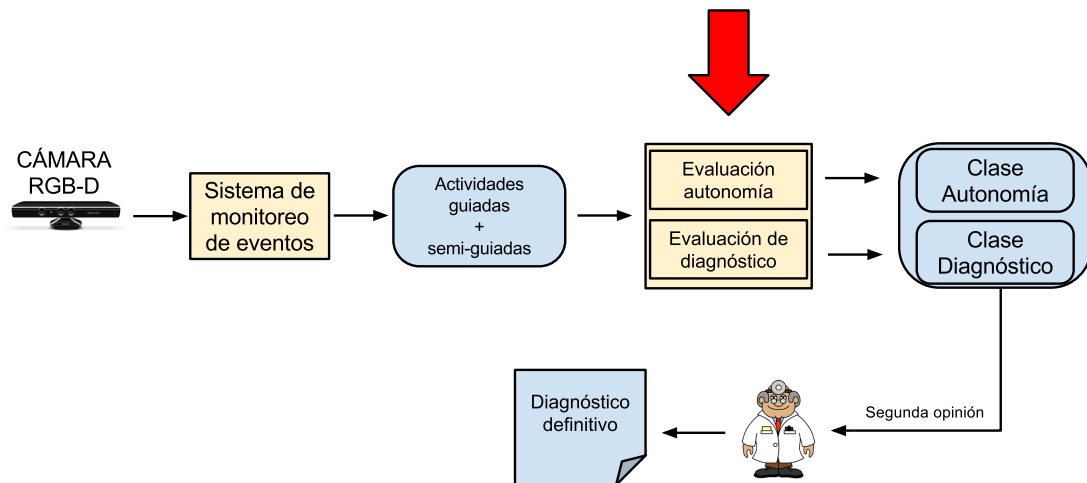 CÁMARA
RGB-D
Sistema de
monitoreo
de eventos
Actividades
guiadas
+
semi-guiadas
Evaluación
autonomía
Evaluación de
diagnóstico
Clase
Autonomía
Clase
Diagnóstico
Segunda opinión
Diagnóstico
definitivo